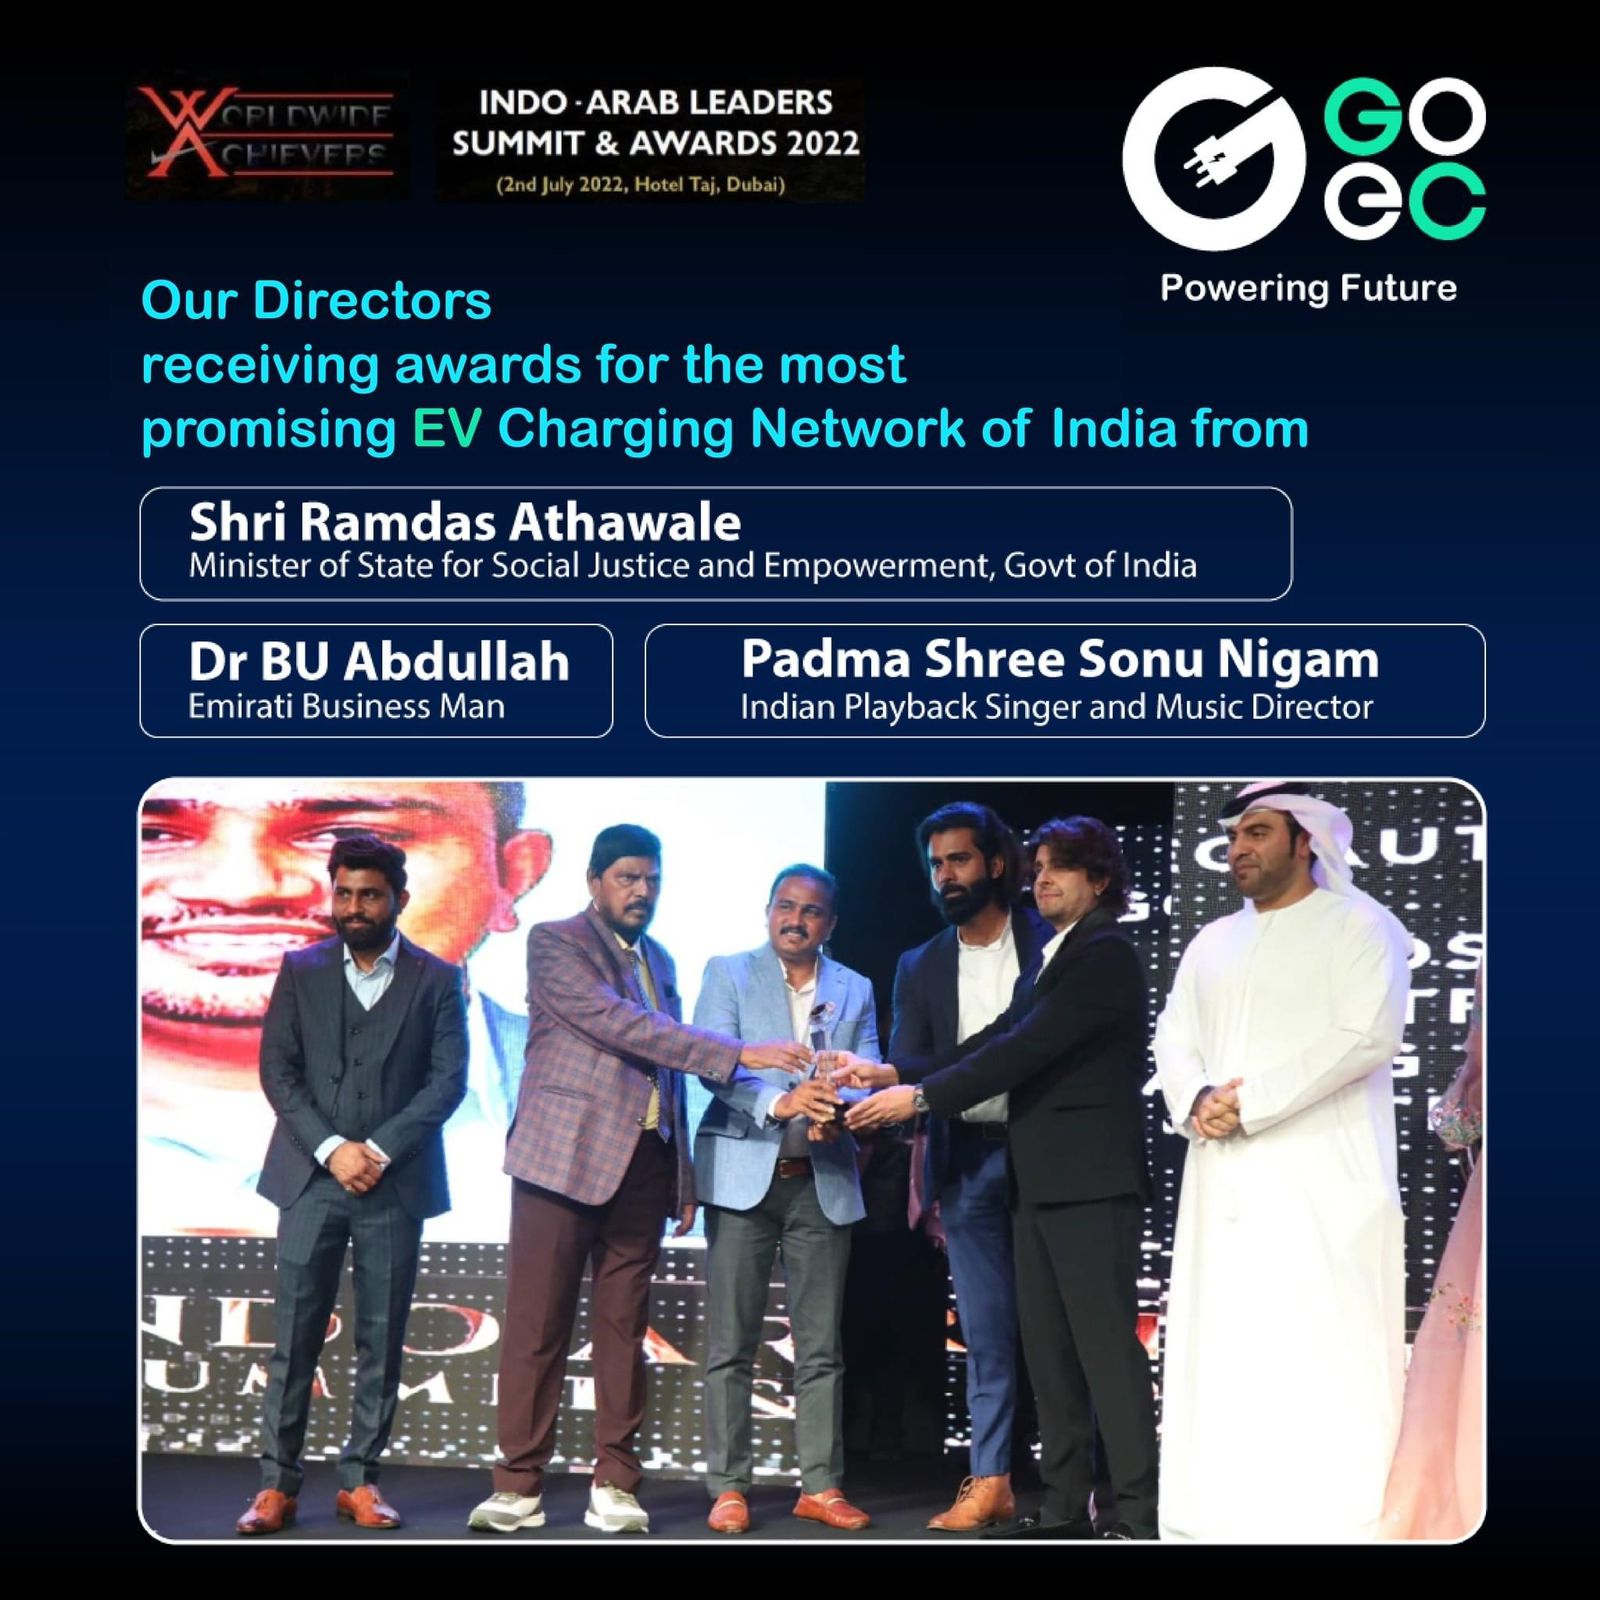 WORLDWIDE
ACHIEVERS
INDO - ARAB LEADERS
SUMMIT & AWARDS 2022
(2nd July 2022, Hotel Taj, Dubai)
GO
eC
Powering Future
Our Directors
receiving awards for the most
promising EV Charging Network of India from
Shri Ramdas Athawale
Minister of State for Social Justice and Empowerment, Govt of India
Dr BU Abdullah
Emirati Business Man
Padma Shree Sonu Nigam
Indian Playback Singer and Music Director